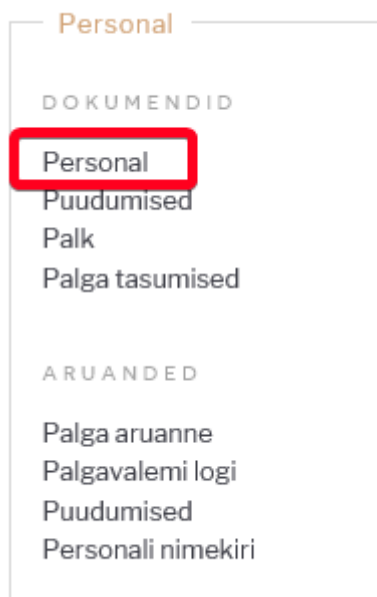 Personal
DOKUMENDID
Personal
Puudumised
Palk
Palga tasumised
ARUANDED
Palga aruanne
Palgavalemi logi
Puudumised
Personali nimekiri